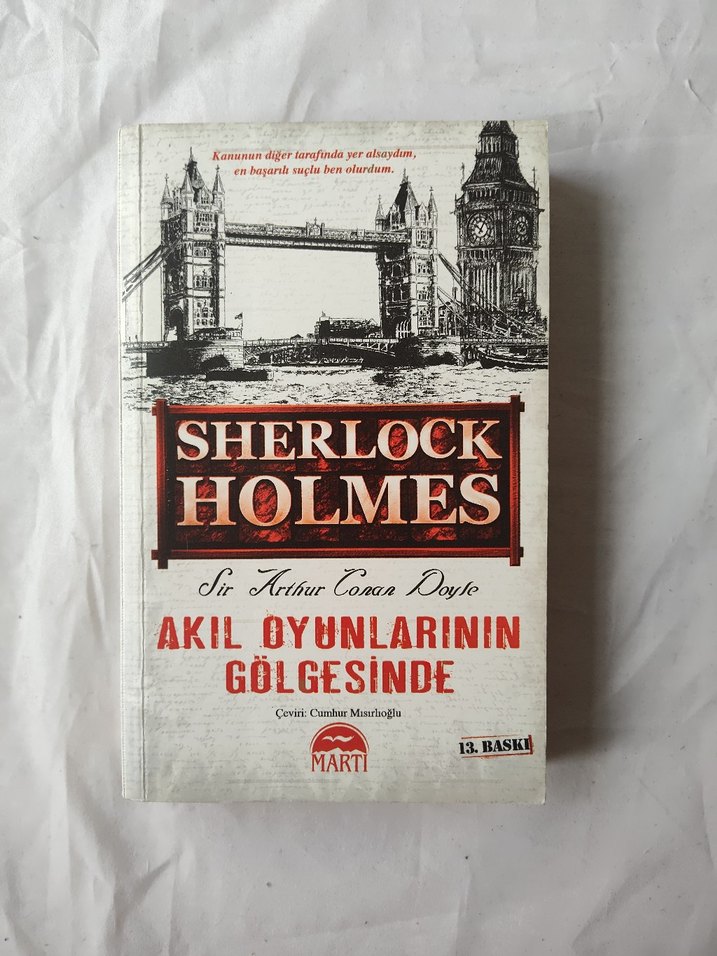 Kanunun diğer tarafında yer alsaydım,
en başarılı suçlu ben olurdum.
SHERLOCK
HOLMES
Sir Arthur Conan Doyle
AKIL OYUNLARININ
GÖLGESİNDE
Çeviri: Cumhur Mısırlıoğlu
MARTI
13. BASKI